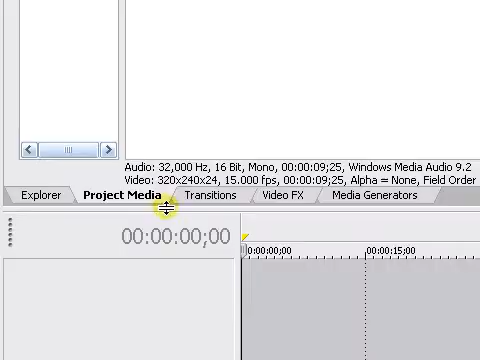 Audio: 32,000 Hz, 16 Bit, Mono, 00:00:09;25, Windows Media Audio 9.2
Video: 320x240x24, 15.000 fps, 00:00:09;25, Alpha = None, Field Order
Explorer Project Media Transitions Video FX Media Generators
00:00:00;00
0:00:00;00 00:00:15;00